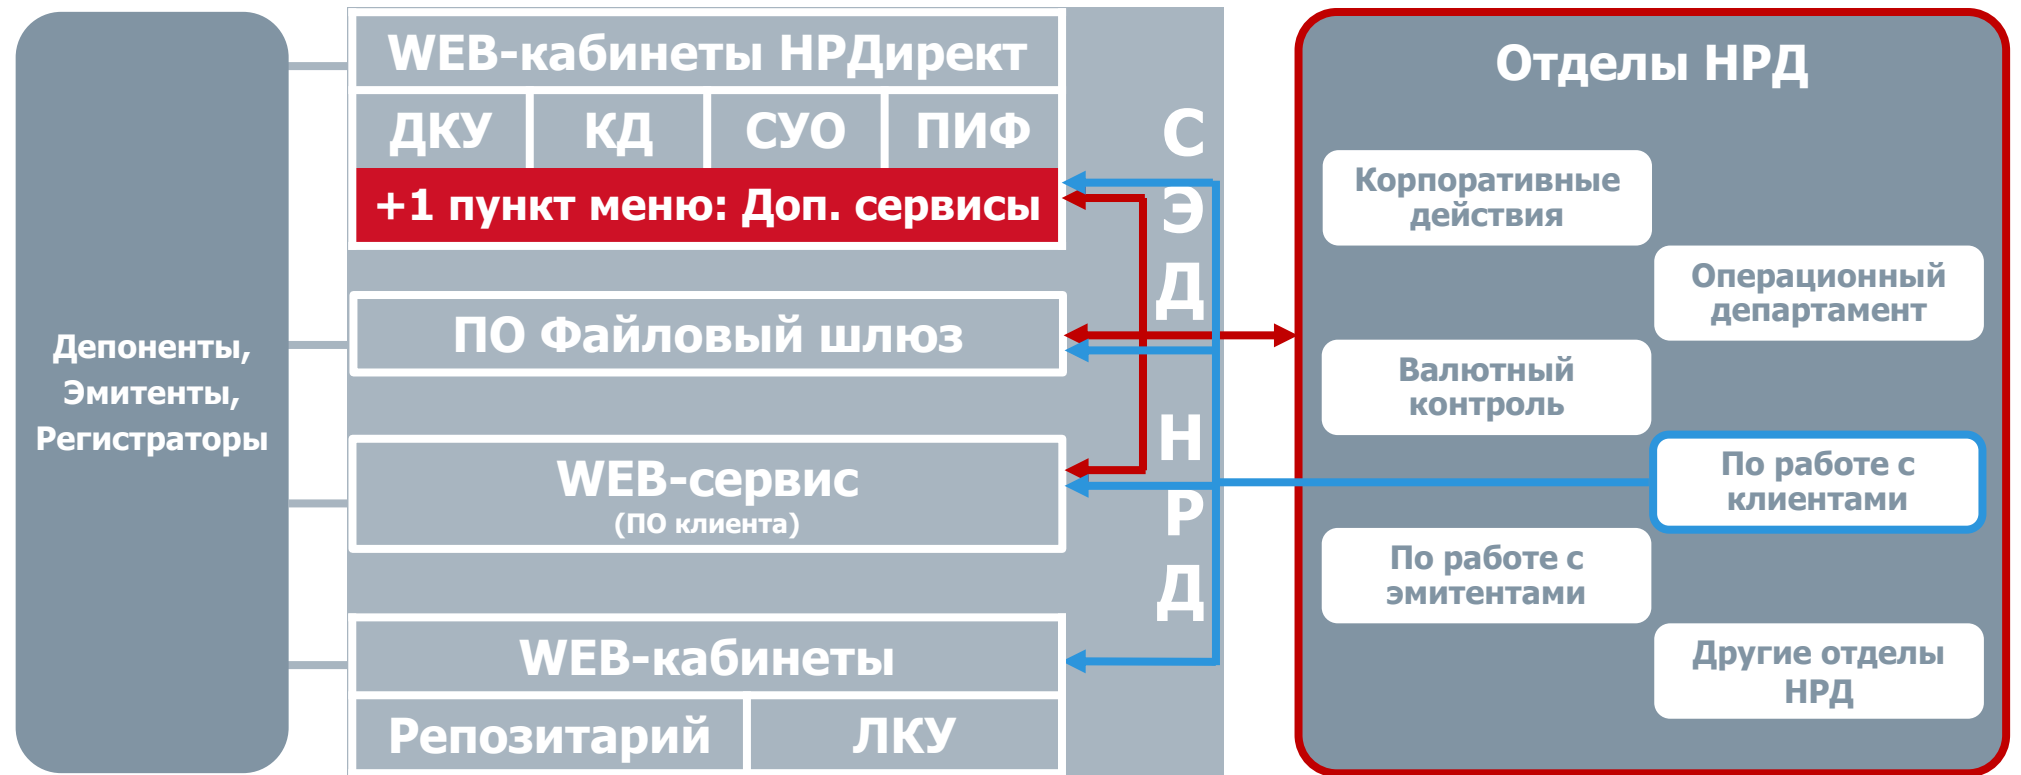 Депоненты,
Эмитенты,
Регистраторы
WEB-кабинеты НРДирект
ДКУ
КД
СУО
ПИФ
+1 пункт меню: Доп. сервисы
ПО Файловый шлюз
WEB-сервис
(ПО клиента)
WEB-кабинеты
Репозитарий
ЛКУ
С
Э
Д
Н
Р
Д
Отделы НРД
Корпоративные
действия
Операционный
департамент
Валютный
контроль
По работе с
клиентами
По работе с
эмитентами
Другие отделы
НРД